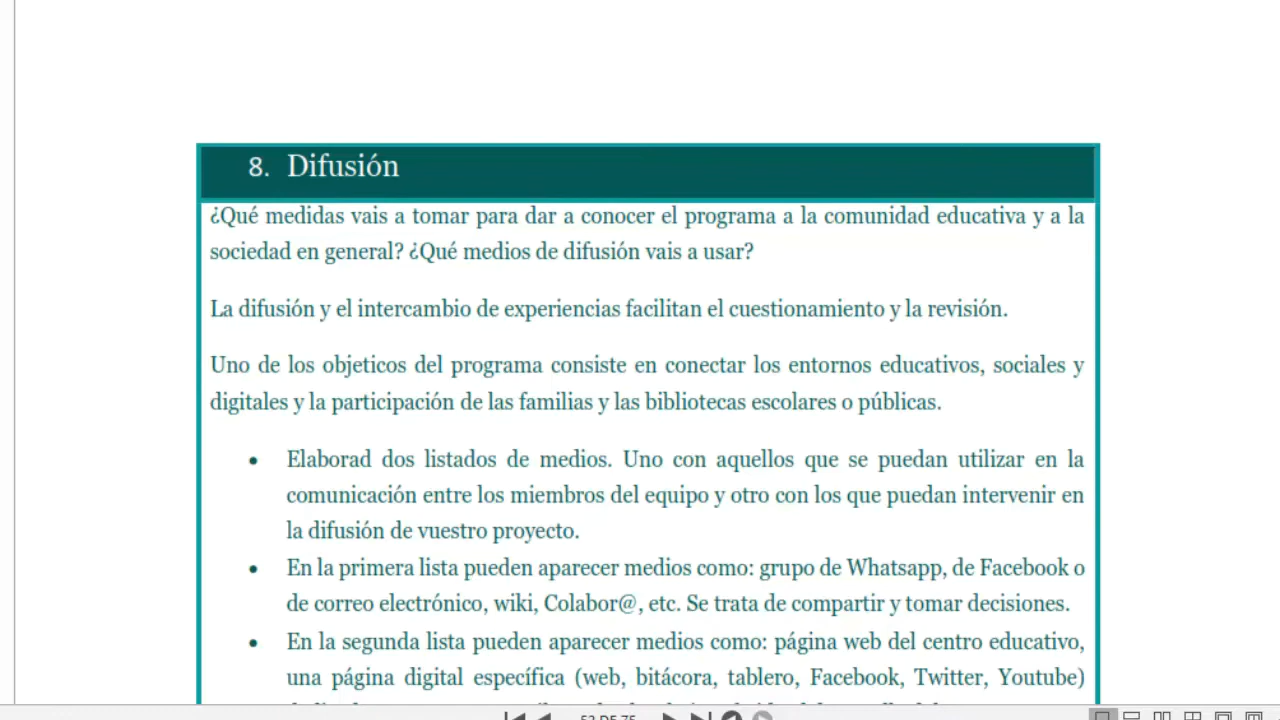 8. Difusión
¿Qué medidas vais a tomar para dar a conocer el programa a la comunidad educativa y a la
sociedad en general? ¿Qué medios de difusión vais a usar?
La difusión y el intercambio de experiencias facilitan el cuestionamiento y la revisión.
Uno de los objeticos del programa consiste en conectar los entornos educativos, sociales y
digitales y la participación de las familias y las bibliotecas escolares o públicas.
• Elaborad dos listados de medios. Uno con aquellos que se puedan utilizar en la
comunicación entre los miembros del equipo y otro con los que puedan intervenir en
la difusión de vuestro proyecto.
• En la primera lista pueden aparecer medios como: grupo de Whatsapp, de Facebook o
de correo electrónico, wiki, Colabor@, etc. Se trata de compartir y tomar decisiones.
• En la segunda lista pueden aparecer medios como: página web del centro educativo,
una página digital específica (web, bitácora, tablero, Facebook, Twitter, Youtube)